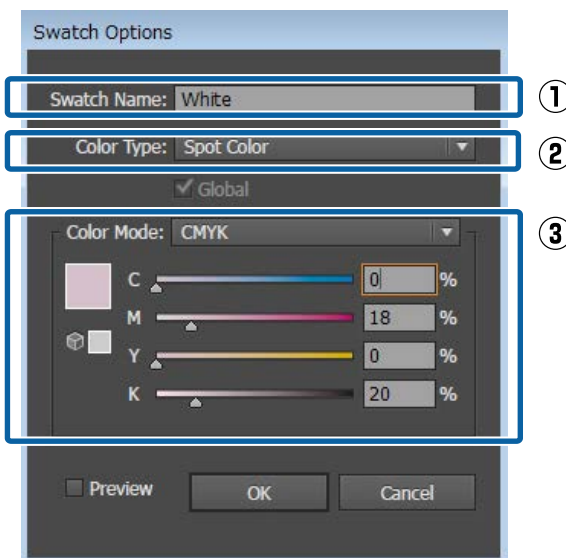 Swatch Options
Swatch Name: White ①
Color Type: Spot Color ②
Global
Color Mode: CMYK ③
C 0 %
M 18 %
Y 0 %
K 20 %
Preview OK Cancel